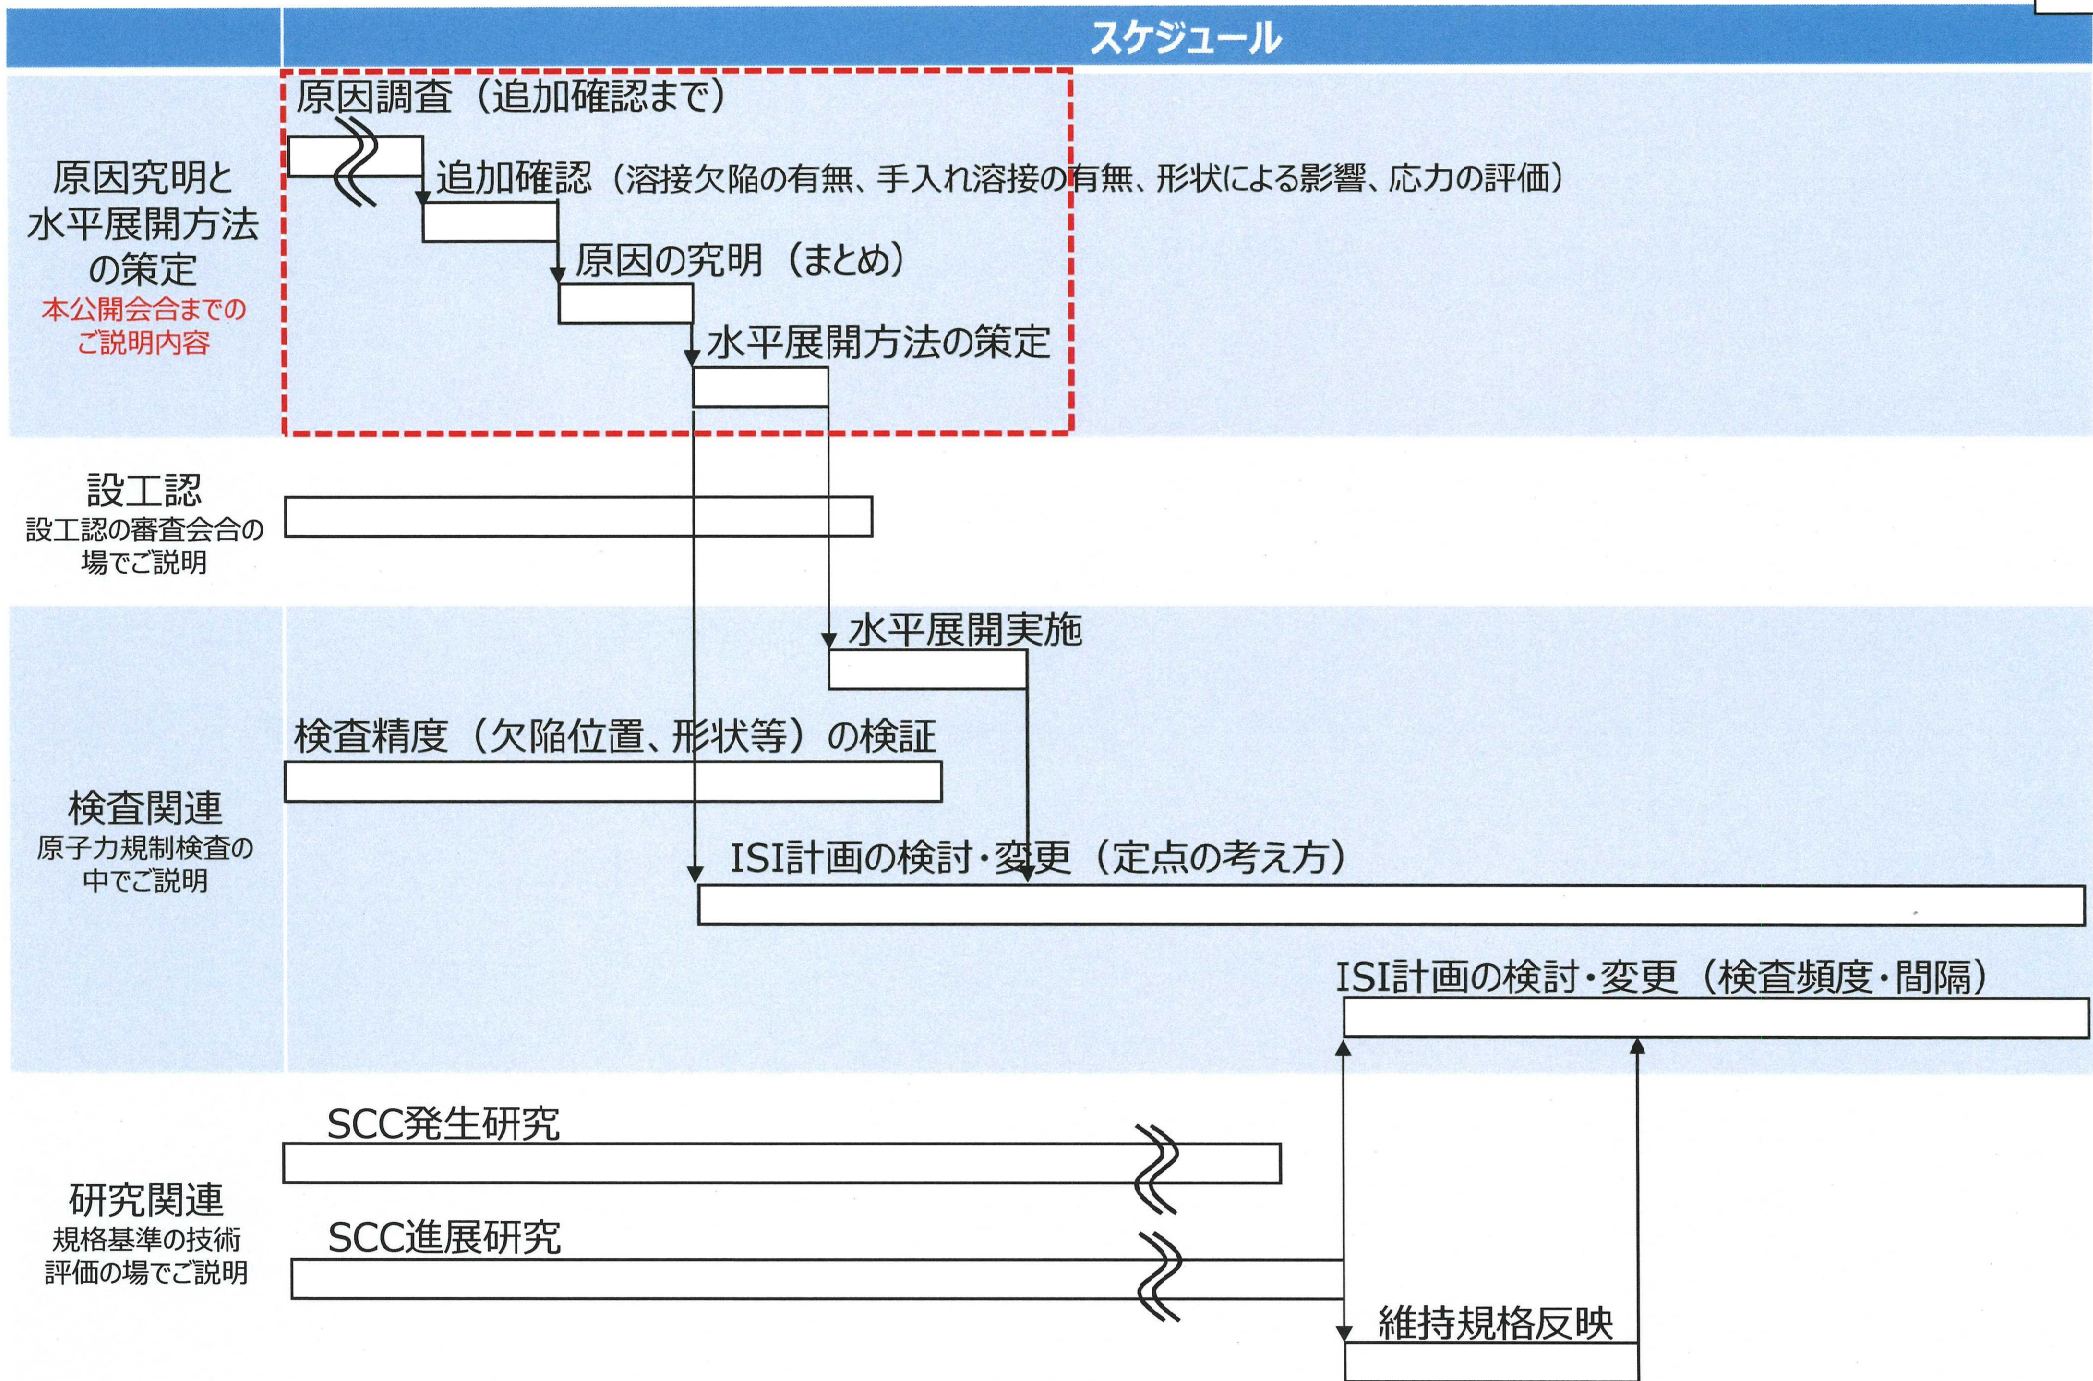 スケジュール
原因究明と
水平展開方法
の策定
本公開会合までの
ご説明内容
原因調査（追加確認まで）
追加確認（溶接欠陥の有無、手入れ溶接の有無、形状による影響、応力の評価）
原因の究明（まとめ）
水平展開方法の策定
設工認
設工認の審査会合の
場でご説明
検査関連
原子力規制検査の
中でご説明
水平展開実施
検査精度（欠陥位置、形状等）の検証
ISI計画の検討・変更（定点の考え方）
ISI計画の検討・変更（検査頻度・間隔）
研究関連
規格基準の技術
評価の場でご説明
SCC発生研究
SCC進展研究
維持規格反映